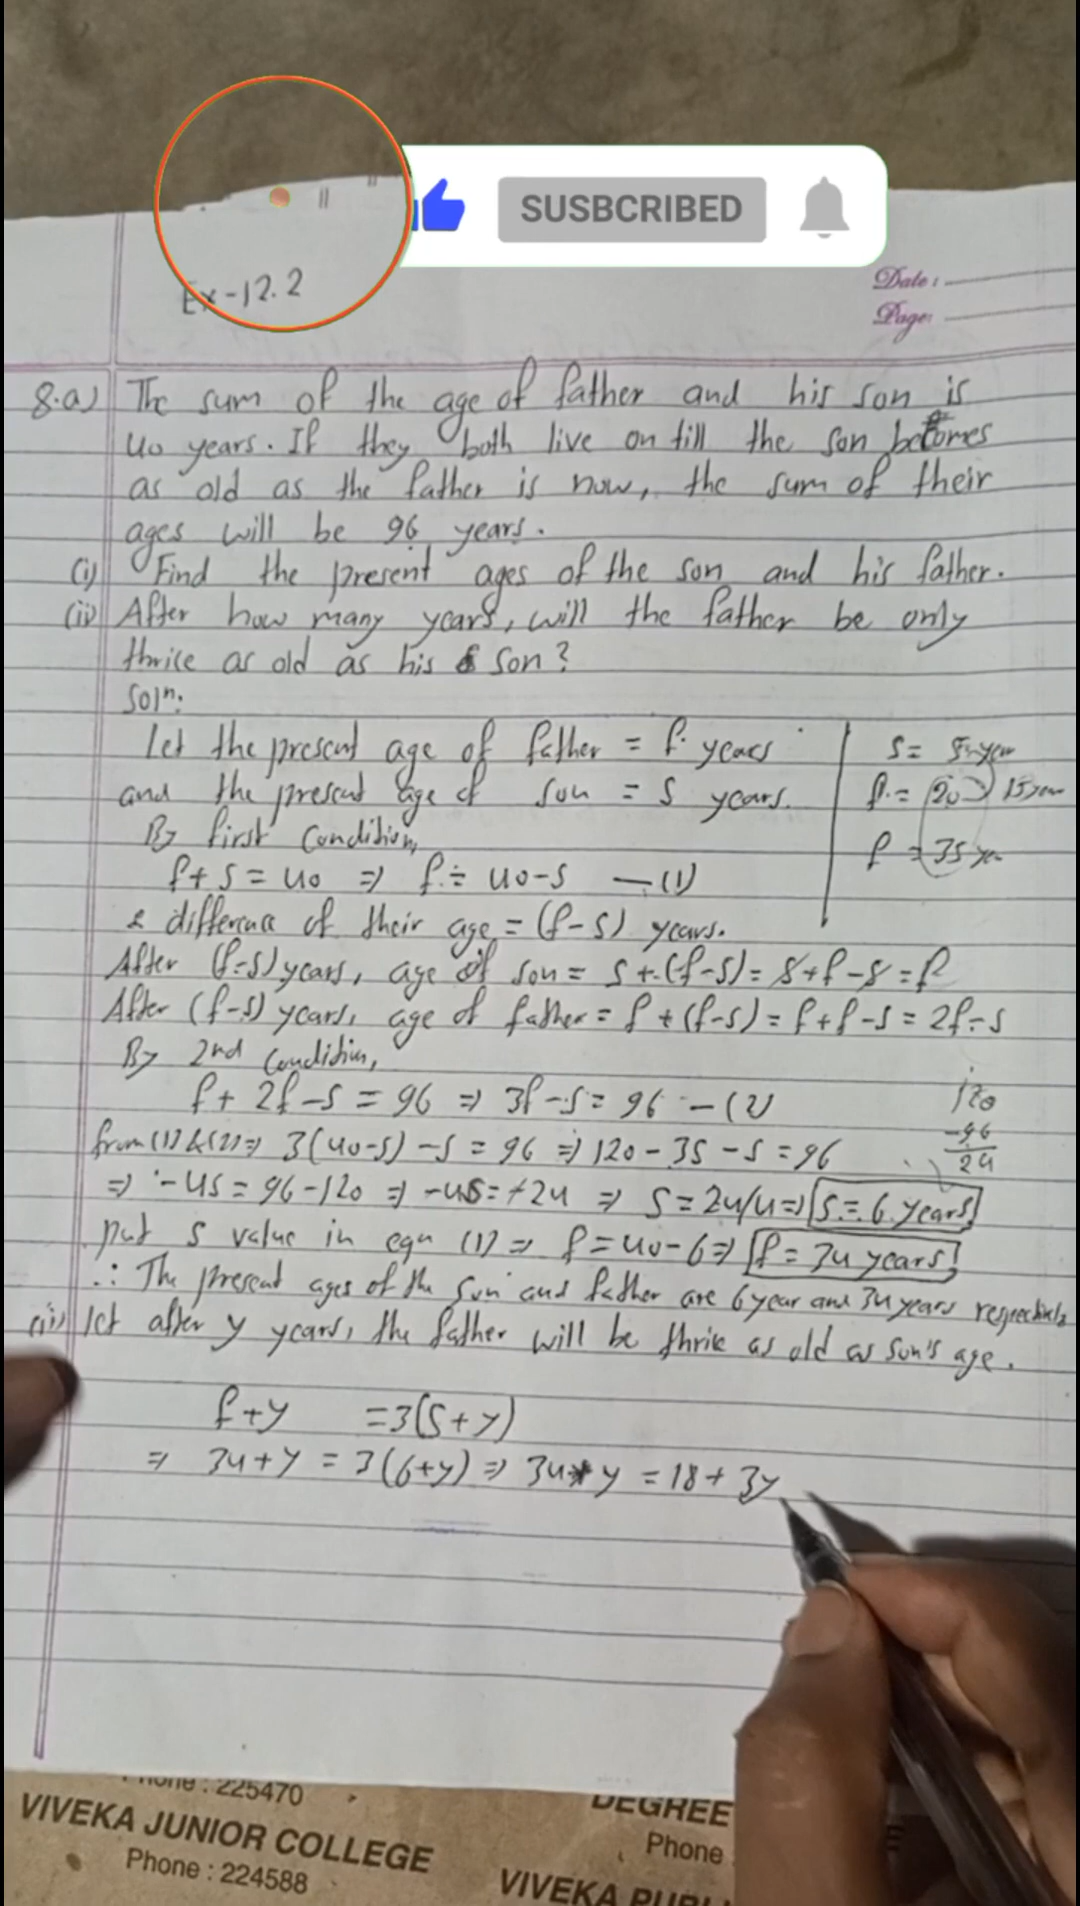 SUSBCRIBED
Ex-12.2
Date:
Page:
8.a) The sum of the age of father and his son is
40 years. If they both live on till the son becomes
as old as the father is now, the sum of their
ages will be 96 years.
(i) Find the present ages of the son and his father.
(ii) After how many years, will the father be only
thrice as old as his son?
Soln:
Let the present age of father = f years
and the present age of son = s years.
s = 5 year
f = 20 15 year
f = 35 yr
By first condition,
f+s = 40 ⇒ f = 40-s —(1)
& difference of their age = (f-s) years.
After (f-s) years, age of son = s+(f-s) = s+f-s = f
After (f-s) years, age of father = f+(f-s) = f+f-s = 2f-s
By 2nd Condition,
f+ 2f-s = 96 ⇒ 3f-s = 96 -(2)
120
-96
24
from (1) & (2) ⇒ 3(40-s) -s = 96 ⇒ 120 - 3s - s = 96
⇒ -4s = 96-120 ⇒ -4s = -24 ⇒ s = 24/4 ⇒ s = 6 years
put s value in eqn (1) ⇒ f = 40-6 ⇒ f = 34 years
∴ The present ages of the son and father are 6 year and 34 years respectively
(ii) let after y years, the father will be thrice as old as son's age.
f+y = 3(s+y)
⇒ 34+y = 3(6+y) ⇒ 34+y = 18+3y
Phone : 225470
VIVEKA JUNIOR COLLEGE
Phone : 224588
DEGREE
Phone
VIVEKA PUBLI